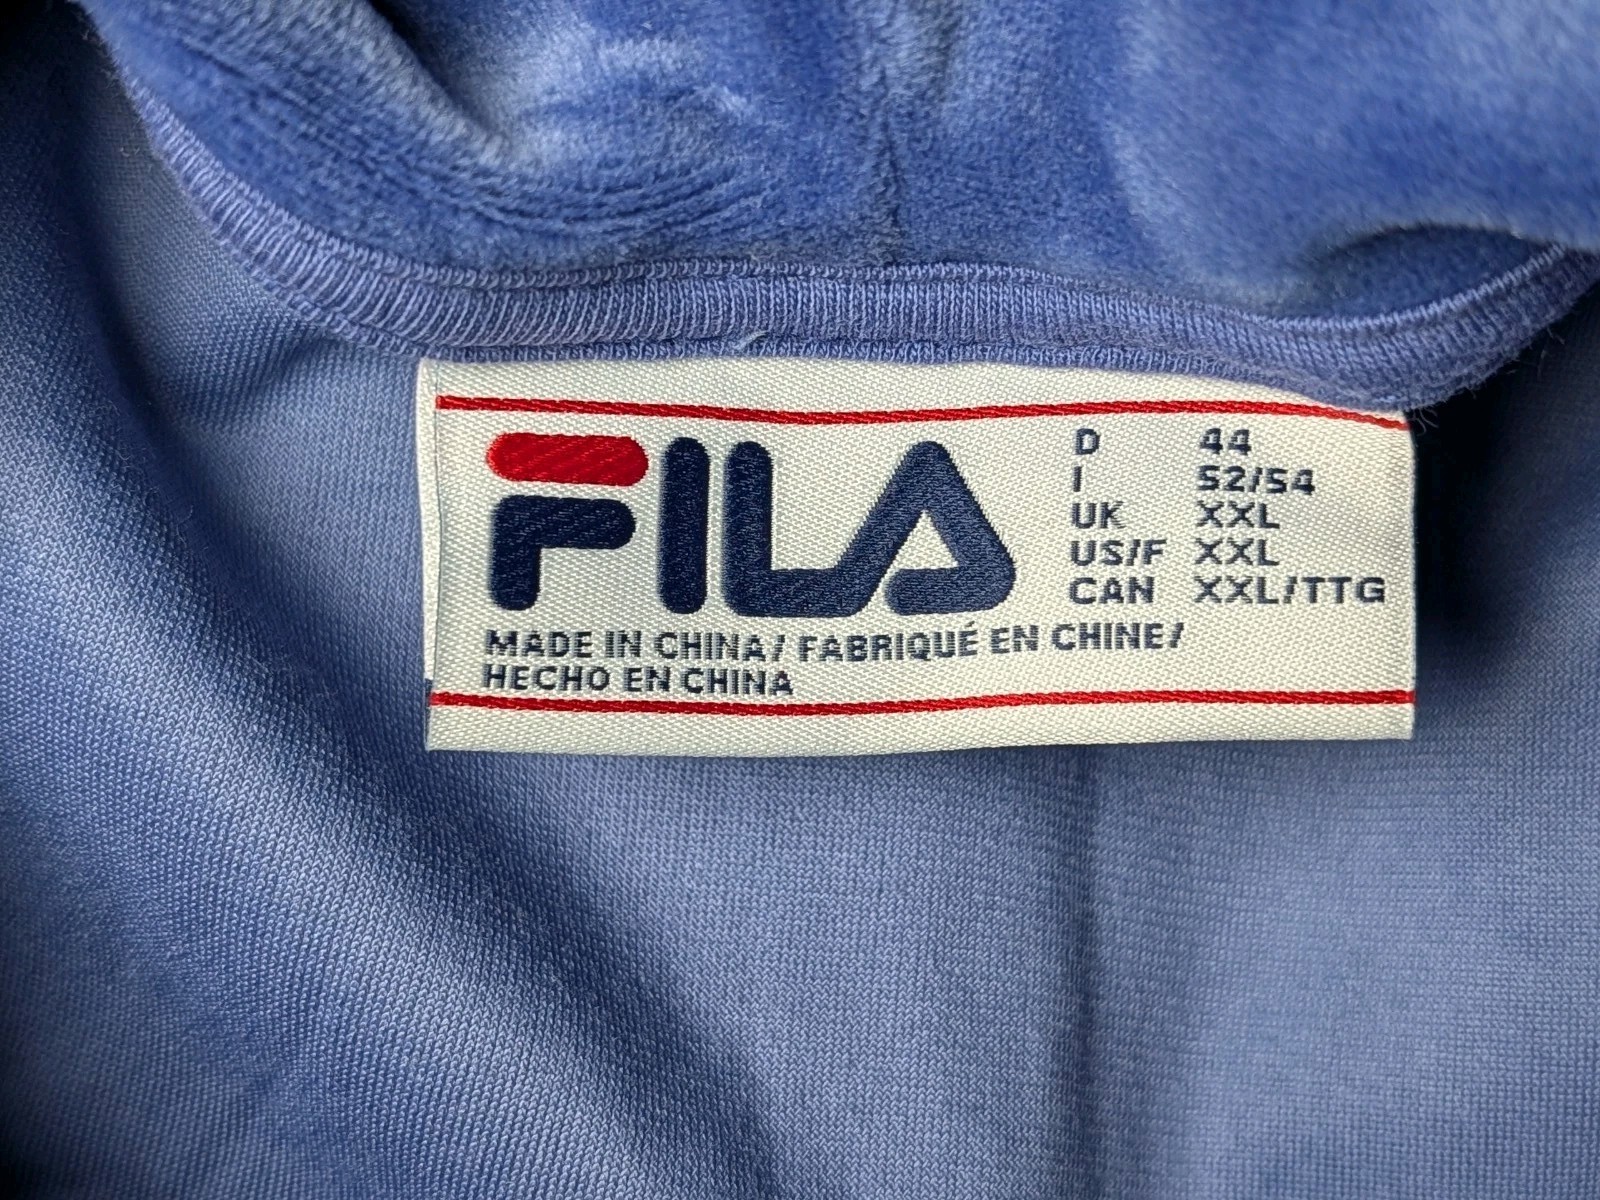 FILA
D 44
I 52/54
UK XXL
US/F XXL
CAN XXL/TTG
MADE IN CHINA/ FABRIQUÉ EN CHINE/
HECHO EN CHINA